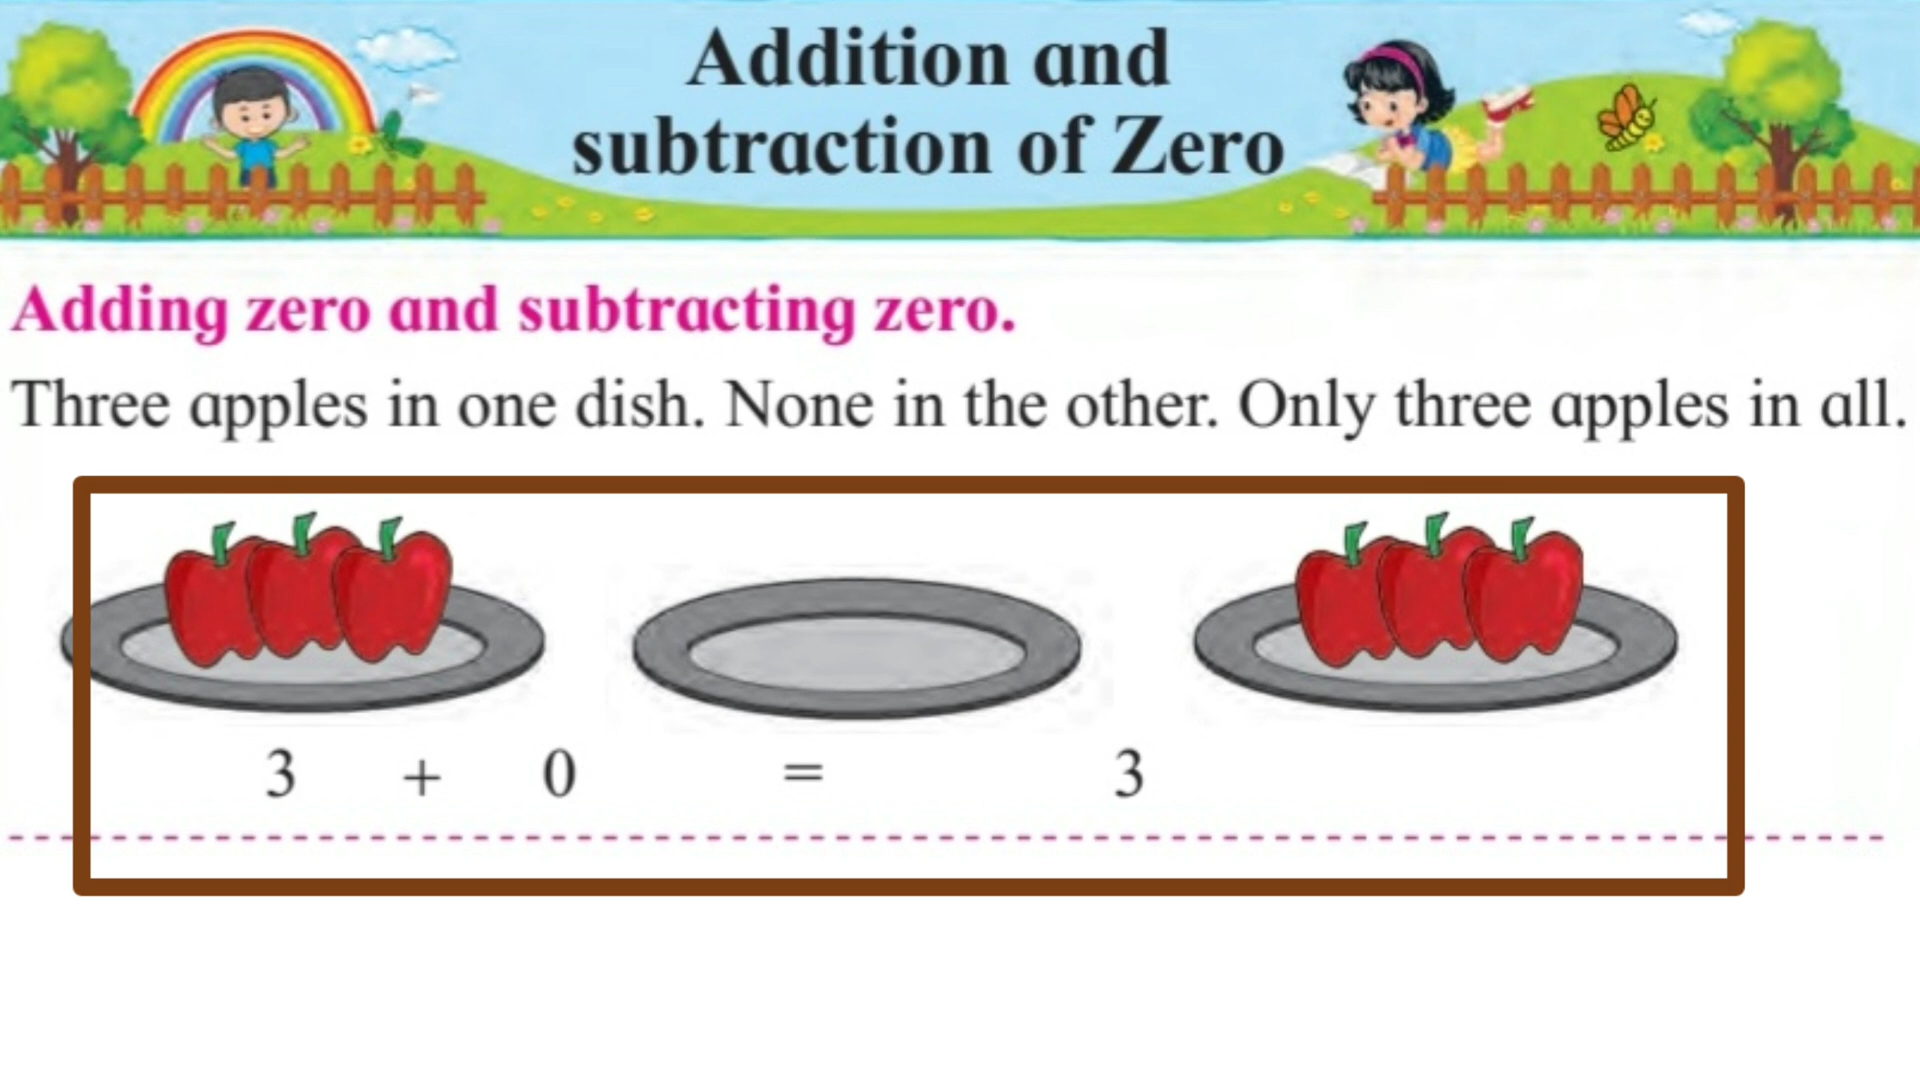 Addition and
subtraction of Zero
Adding zero and subtracting zero.
Three apples in one dish. None in the other. Only three apples in all.
3 + 0 = 3